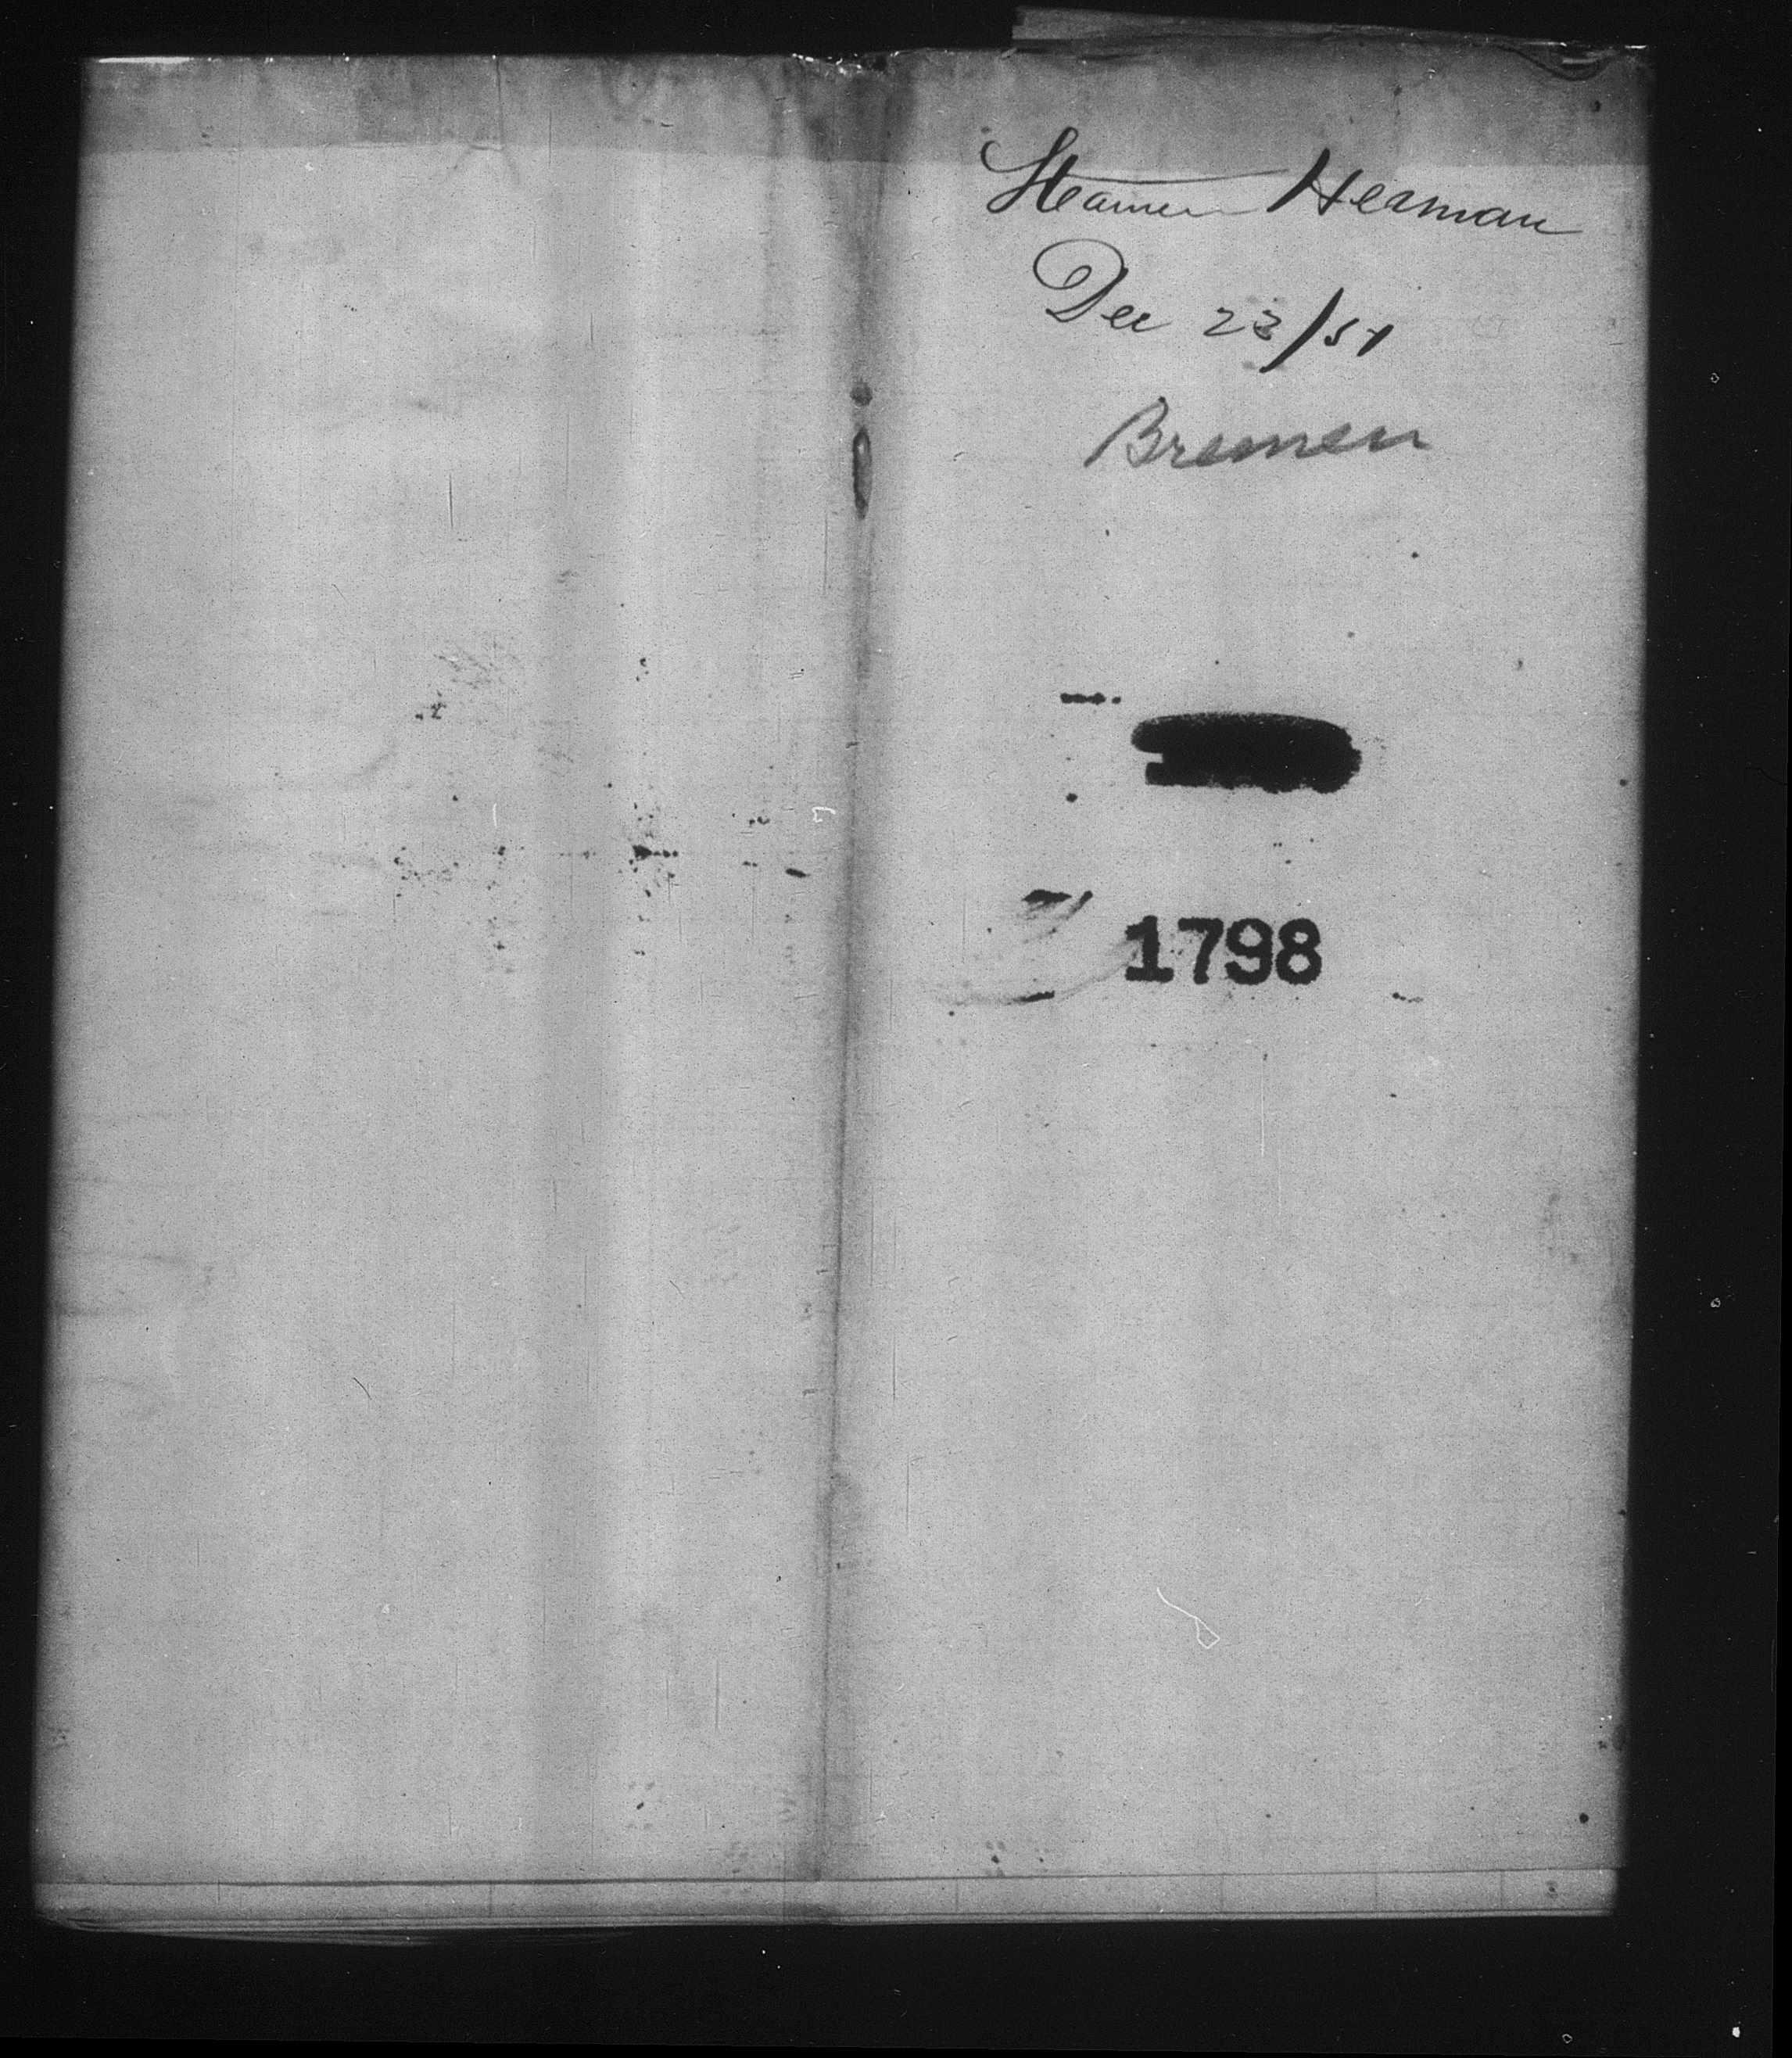 Steamer Herman
Dec 23/51
Bremen
1798